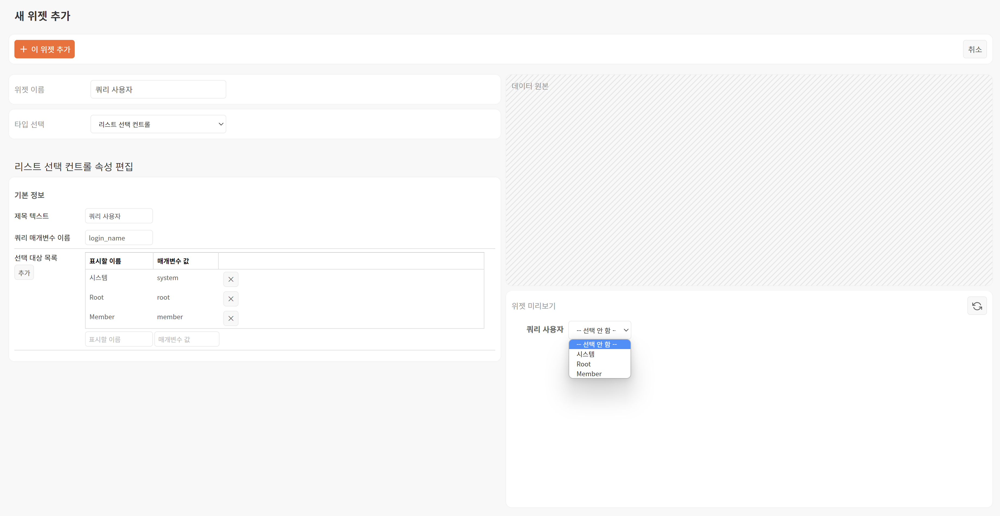 새 위젯 추가
이 위젯 추가
취소
위젯 이름
쿼리 사용자
타입 선택
리스트 선택 컨트롤
리스트 선택 컨트롤 속성 편집
기본 정보
제목 텍스트
쿼리 사용자
쿼리 매개변수 이름
login_name
선택 대상 목록
추가
표시할 이름
매개변수 값
시스템
system
Root
root
Member
member
표시할 이름
매개변수 값
데이터 원본
위젯 미리보기
쿼리 사용자
-- 선택 안 함 -
-- 선택 안 함 --
시스템
Root
Member